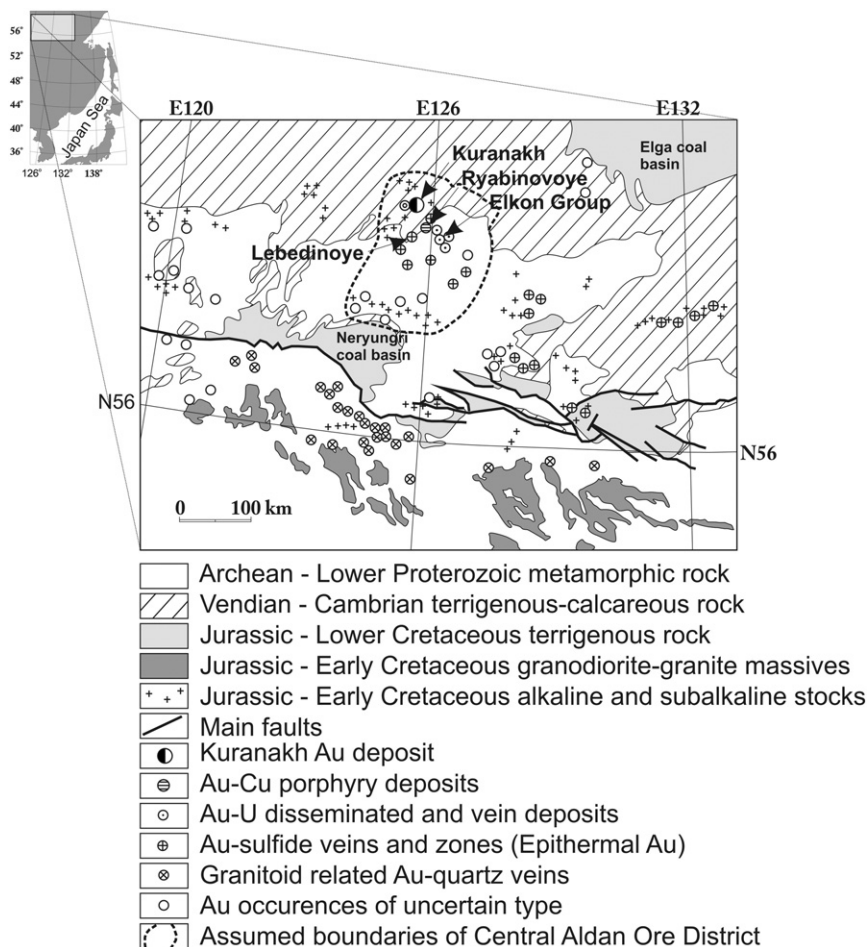 56°
52°
48°
44°
40°
36°
126° 132° 138°
Japan Sea
E120 E126 E132
Elga coal
basin
Kuranakh
Ryabinovoye
Elkon Group
Lebedinoye
Neryungri
coal basin
N56
N56
0 100 km
Archean - Lower Proterozoic metamorphic rock
Vendian - Cambrian terrigenous-calcareous rock
Jurassic - Lower Cretaceous terrigenous rock
Jurassic - Early Cretaceous granodiorite-granite massives
Jurassic - Early Cretaceous alkaline and subalkaline stocks
Main faults
Kuranakh Au deposit
Au-Cu porphyry deposits
Au-U disseminated and vein deposits
Au-sulfide veins and zones (Epithermal Au)
Granitoid related Au-quartz veins
Au occurences of uncertain type
Assumed boundaries of Central Aldan Ore District